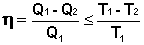 η = (Q₁ - Q₂) / Q₁ ≤ (T₁ - T₂) / T₁